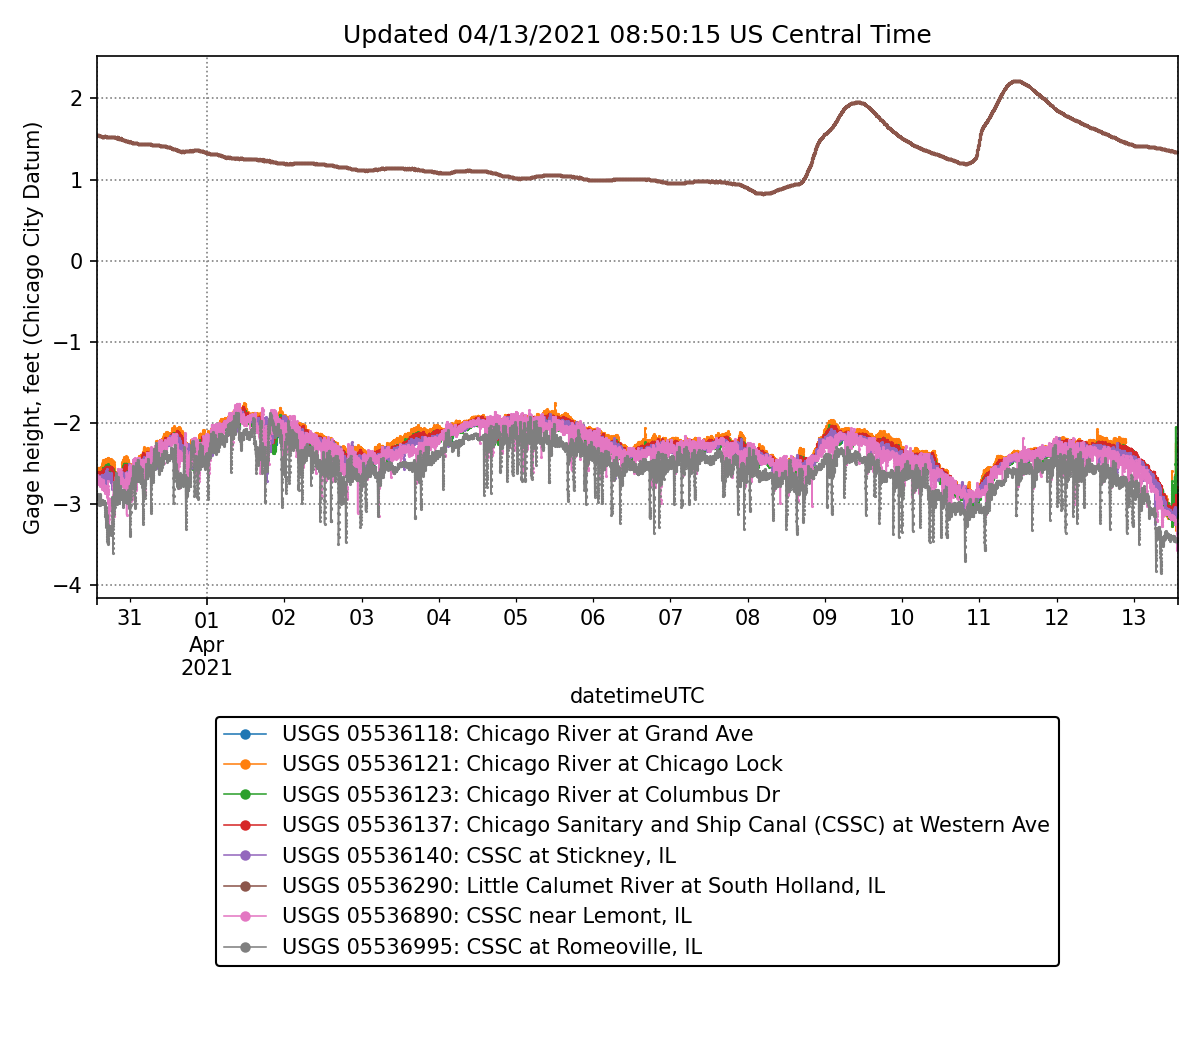 Updated 04/13/2021 08:50:15 US Central Time
Gage height, feet (Chicago City Datum)
2
1
0
−1
−2
−3
−4
31
01
Apr
2021
02
03
04
05
06
07
08
09
10
11
12
13
datetimeUTC
USGS 05536118: Chicago River at Grand Ave
USGS 05536121: Chicago River at Chicago Lock
USGS 05536123: Chicago River at Columbus Dr
USGS 05536137: Chicago Sanitary and Ship Canal (CSSC) at Western Ave
USGS 05536140: CSSC at Stickney, IL
USGS 05536290: Little Calumet River at South Holland, IL
USGS 05536890: CSSC near Lemont, IL
USGS 05536995: CSSC at Romeoville, IL